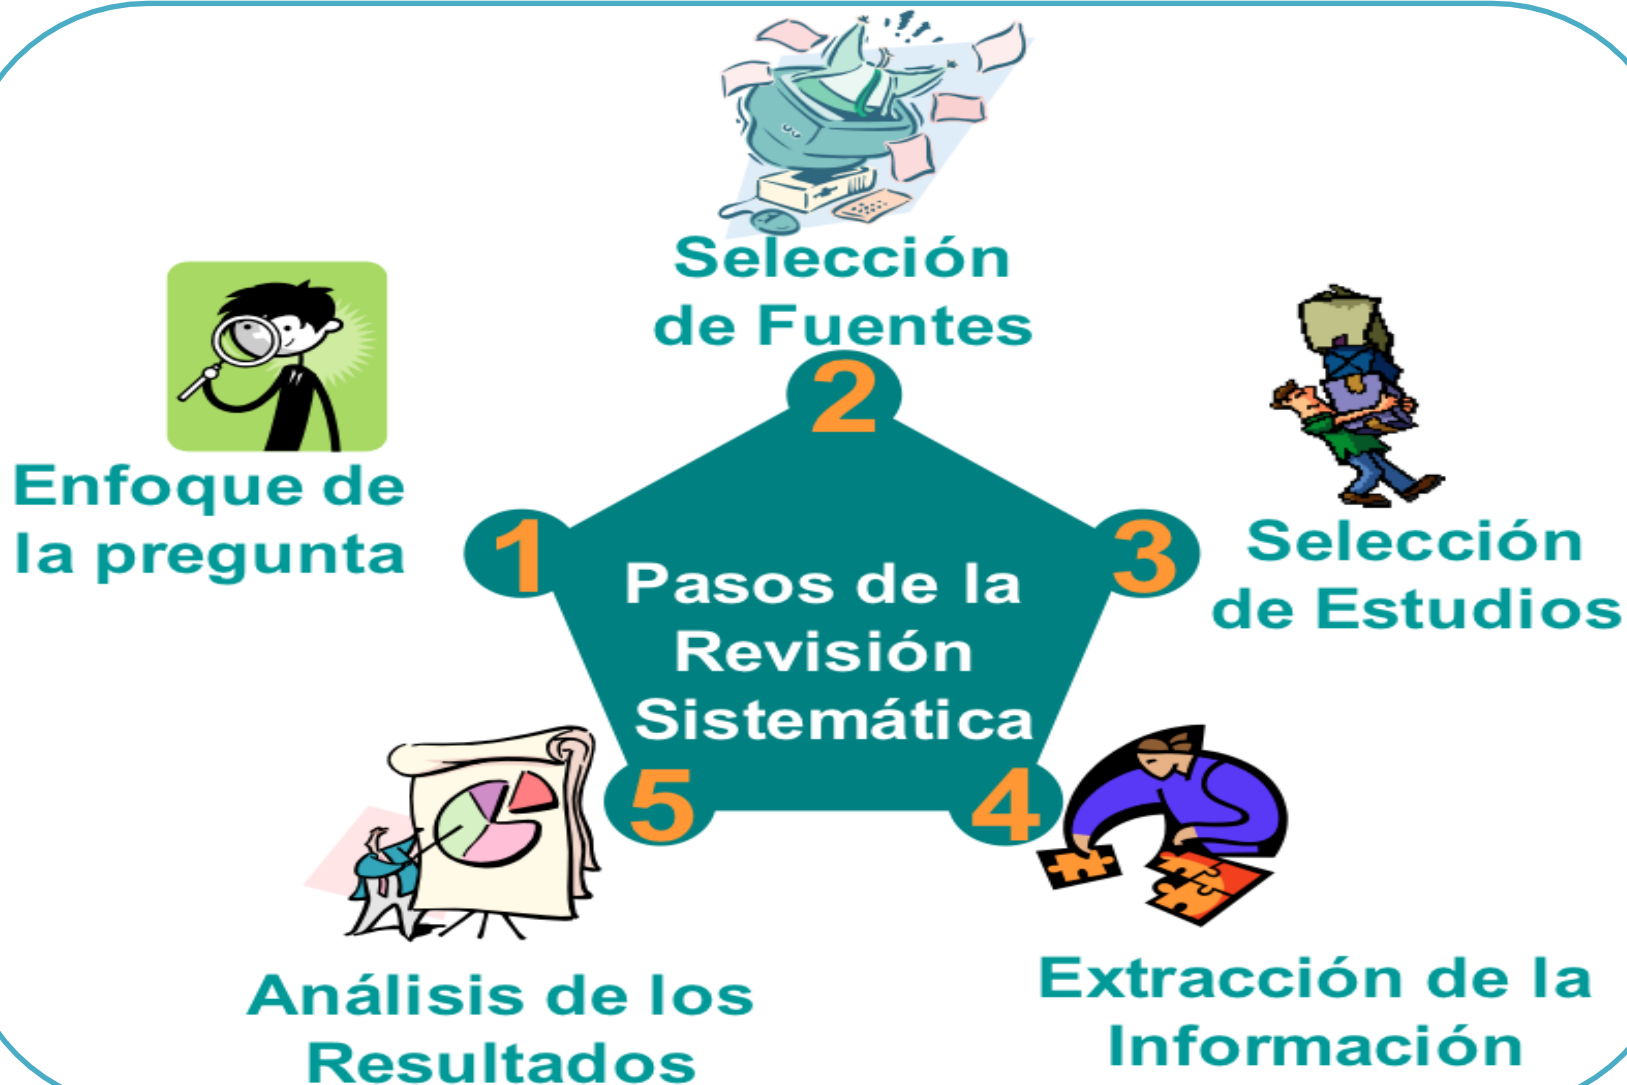 Enfoque de
la pregunta
1
Selección
de Fuentes
2
Selección
de Estudios
3
Pasos de la
Revisión
Sistemática
4
Extracción de la
Información
5
Análisis de los
Resultados